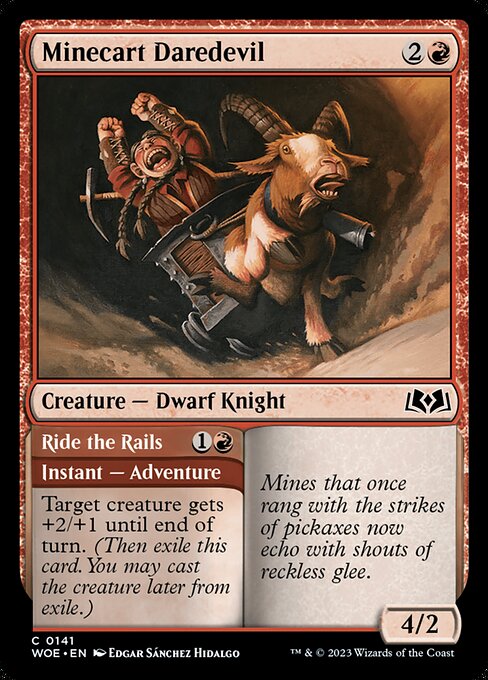 Minecart Daredevil 2
Creature — Dwarf Knight
Ride the Rails 1
Instant — Adventure
Target creature gets
+2/+1 until end of
turn. (Then exile this
card. You may cast
the creature later from
exile.)
Mines that once
rang with the strikes
of pickaxes now
echo with shouts of
reckless glee.
4/2
C 0141
WOE • EN Edgar Sánchez Hidalgo
™ & © 2023 Wizards of the Coast